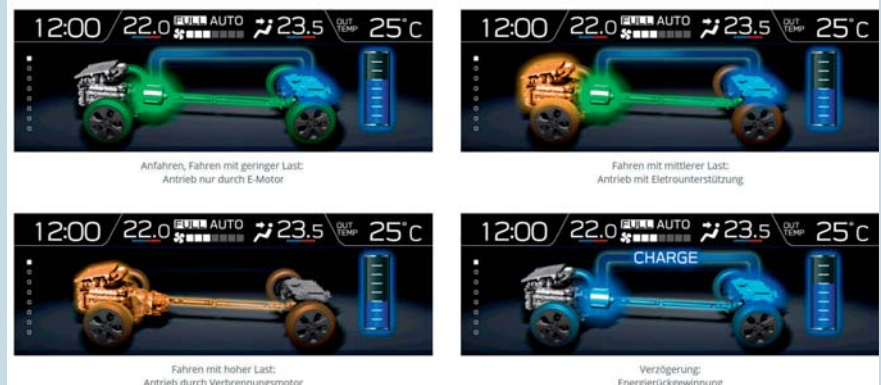 12:00 22.0 FULL AUTO 23.5 OUT TEMP 25°C
12:00 22.0 FULL AUTO 23.5 OUT TEMP 25°C
Anfahren, Fahren mit geringer Last:
Antrieb nur durch E-Motor
Fahren mit mittlerer Last:
Antrieb mit Eletrounterstützung
12:00 22.0 FULL AUTO 23.5 OUT TEMP 25°C
12:00 22.0 FULL AUTO 23.5 OUT TEMP 25°C
CHARGE
Fahren mit hoher Last:
Antrieb durch Verbrennungsmotor
Verzögerung:
Energierückgewinnung